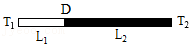 D
T₁ T₂
L₁ L₂